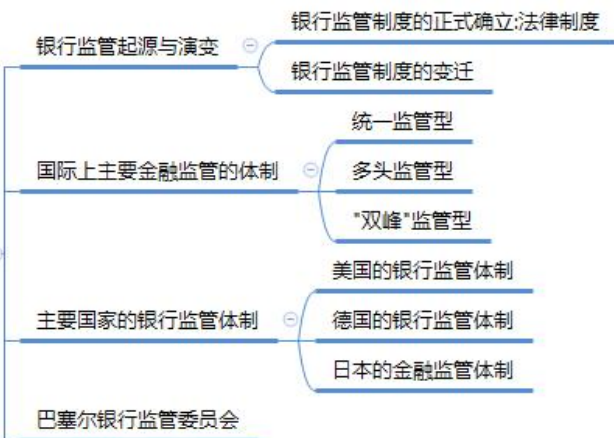 银行监管起源与演变
银行监管制度的正式确立:法律制度
银行监管制度的变迁
国际上主要金融监管的体制
统一监管型
多头监管型
"双峰"监管型
主要国家的银行监管体制
美国的银行监管体制
德国的银行监管体制
日本的金融监管体制
巴塞尔银行监管委员会